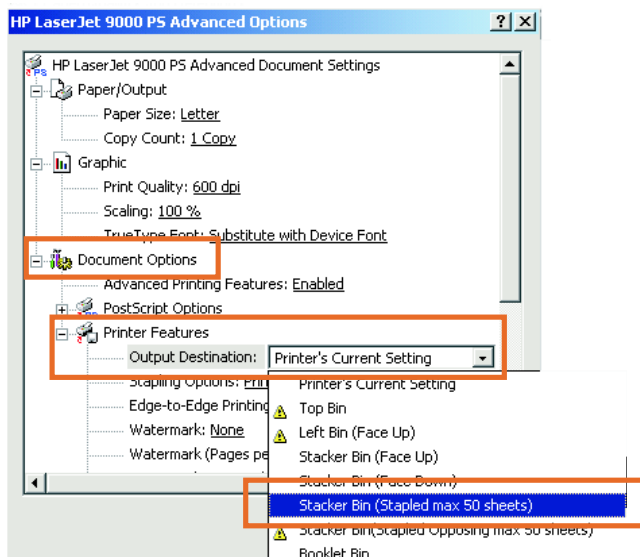 HP LaserJet 9000 PS Advanced Options
HP LaserJet 9000 PS Advanced Document Settings
Paper/Output
Paper Size: Letter
Copy Count: 1 Copy
Graphic
Print Quality: 600 dpi
Scaling: 100 %
TrueType Font: Substitute with Device Font
Document Options
Advanced Printing Features: Enabled
PostScript Options
Printer Features
Output Destination: Printer's Current Setting
Printer's Current Setting
Stapling Options:
Top Bin
Edge-to-Edge Printing
Left Bin (Face Up)
Watermark: None
Stacker Bin (Face Up)
Watermark (Pages
Stacker Bin (Face Down)
Stacker Bin (Stapled max 50 sheets)
Stacker Bin(Stapled Opposing max 50 sheets)
Booklet Bin